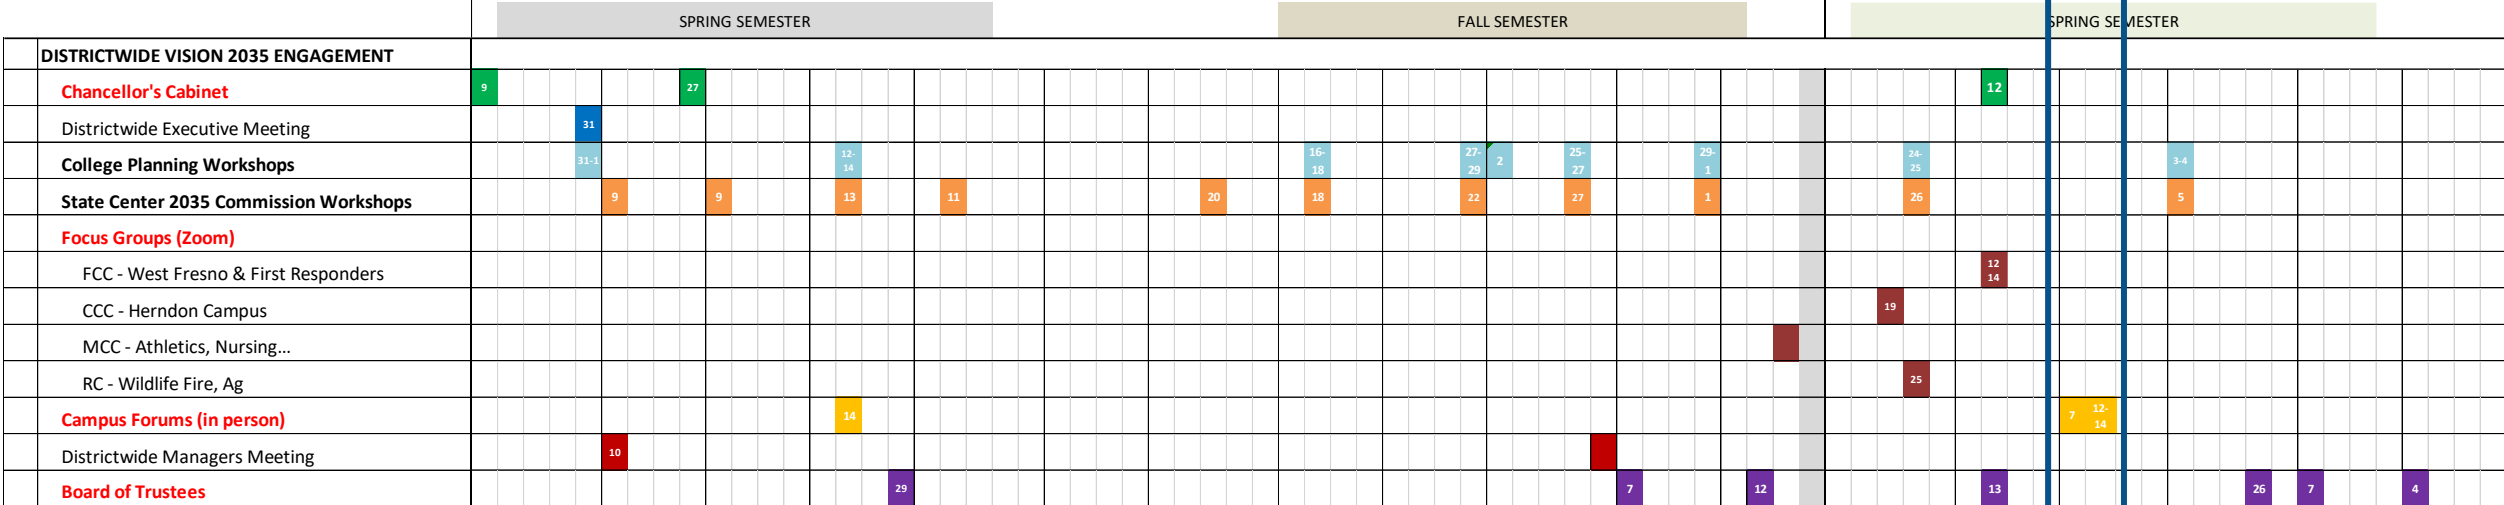 SPRING SEMESTER FALL SEMESTER SPRING SEMESTER
DISTRICTWIDE VISION 2035 ENGAGEMENT
Chancellor's Cabinet 9 27 12
Districtwide Executive Meeting 31
College Planning Workshops 31-1 12-14 16-18 27-29 2 25-27 29-1 24-25 3-4
State Center 2035 Commission Workshops 9 9 13 11 20 18 22 27 1 26 5
Focus Groups (Zoom)
FCC - West Fresno & First Responders 12 14
CCC - Herndon Campus 19
MCC - Athletics, Nursing...
RC - Wildlife Fire, Ag 25
Campus Forums (in person) 14 7 12-14
Districtwide Managers Meeting 10
Board of Trustees 29 7 12 13 26 7 4